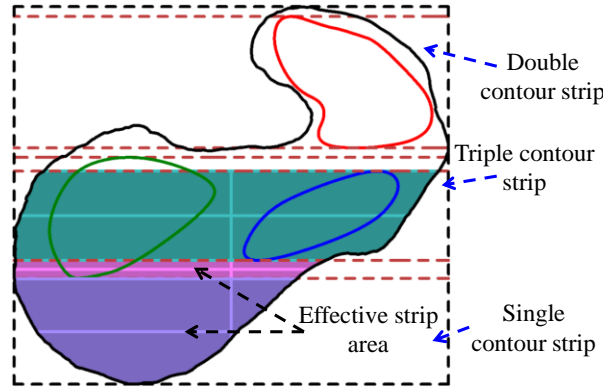 Double
contour strip
Triple contour
strip
Effective strip
area
Single
contour strip